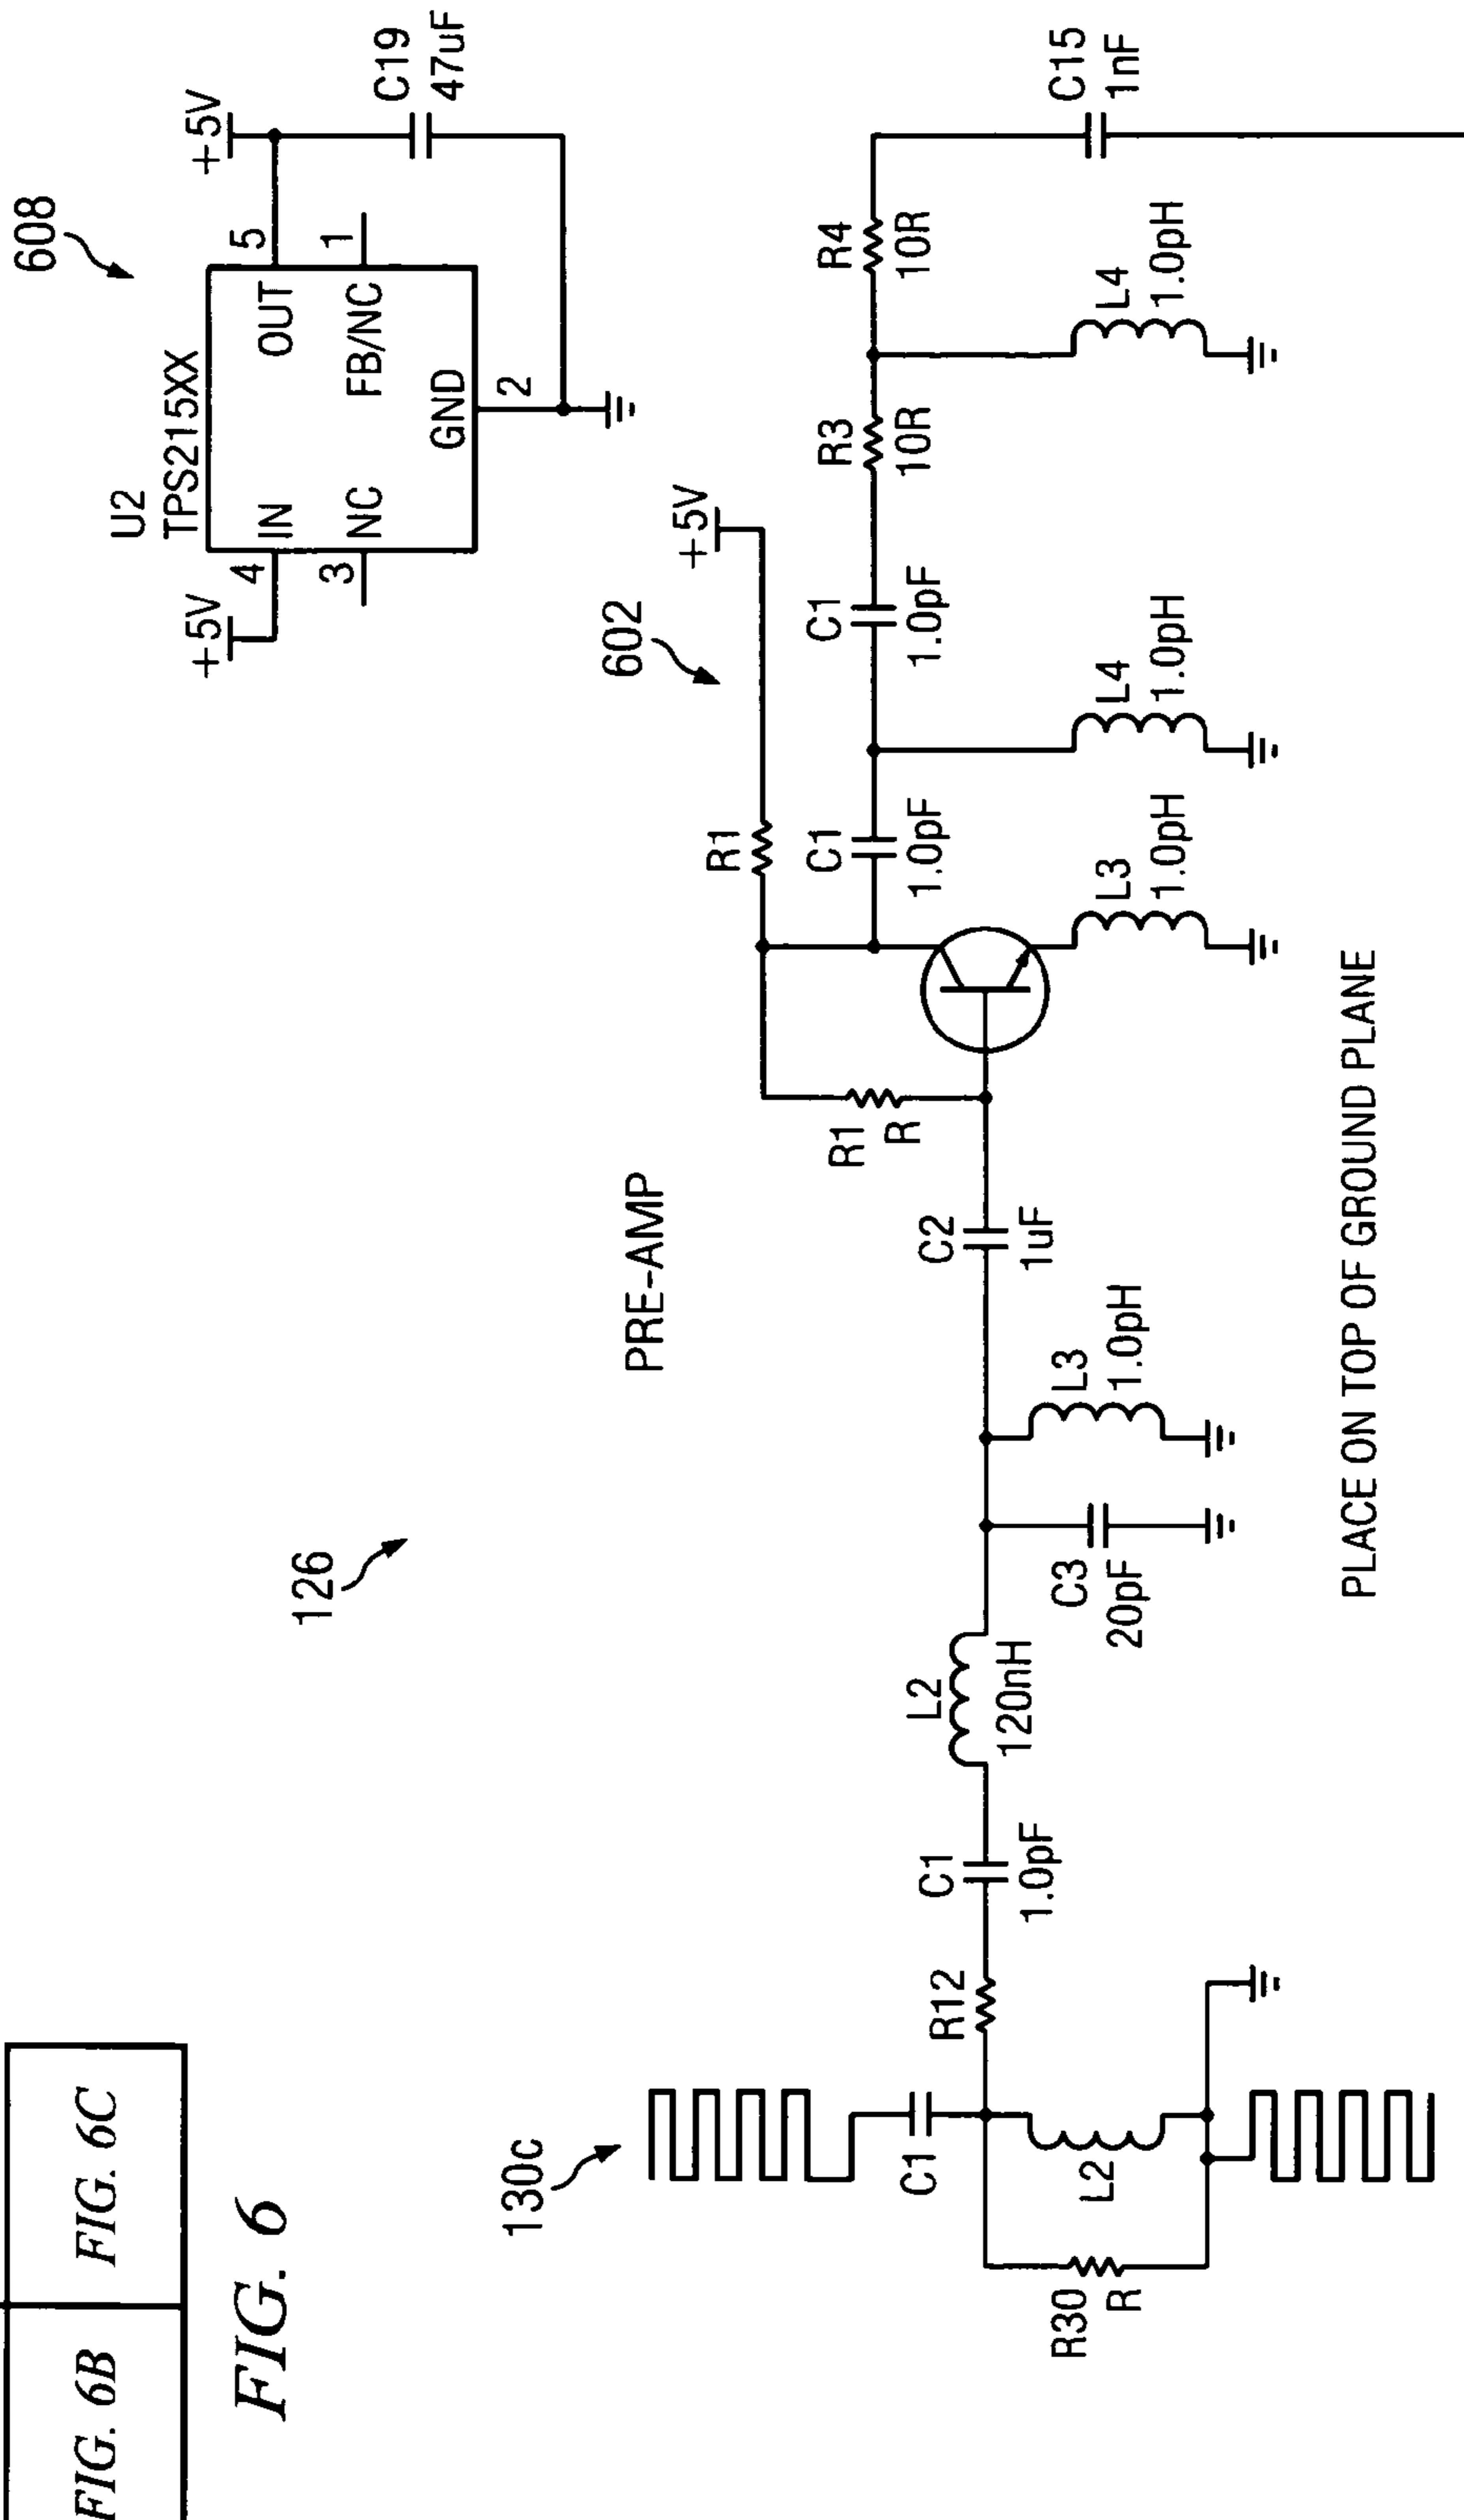 608
U2
TPS215XX
+5V
4
IN
OUT
5
+5V
3
NC
FB/NC
1
GND
2
C19
47uF
126
PRE-AMP
602
+5V
R1
R1
R
C1
1.0pF
C1
1.0pF
R3
10R
R4
10R
C15
1nF
L4
1.0pH
L4
1.0pH
L3
1.0pH
C2
1uF
L3
1.0pH
C3
20pF
L2
120nH
C1
1.0pF
R12
130c
C1
L2
R30
R
PLACE ON TOP OF GROUND PLANE
FIG. 6B
FIG. 6C
FIG. 6